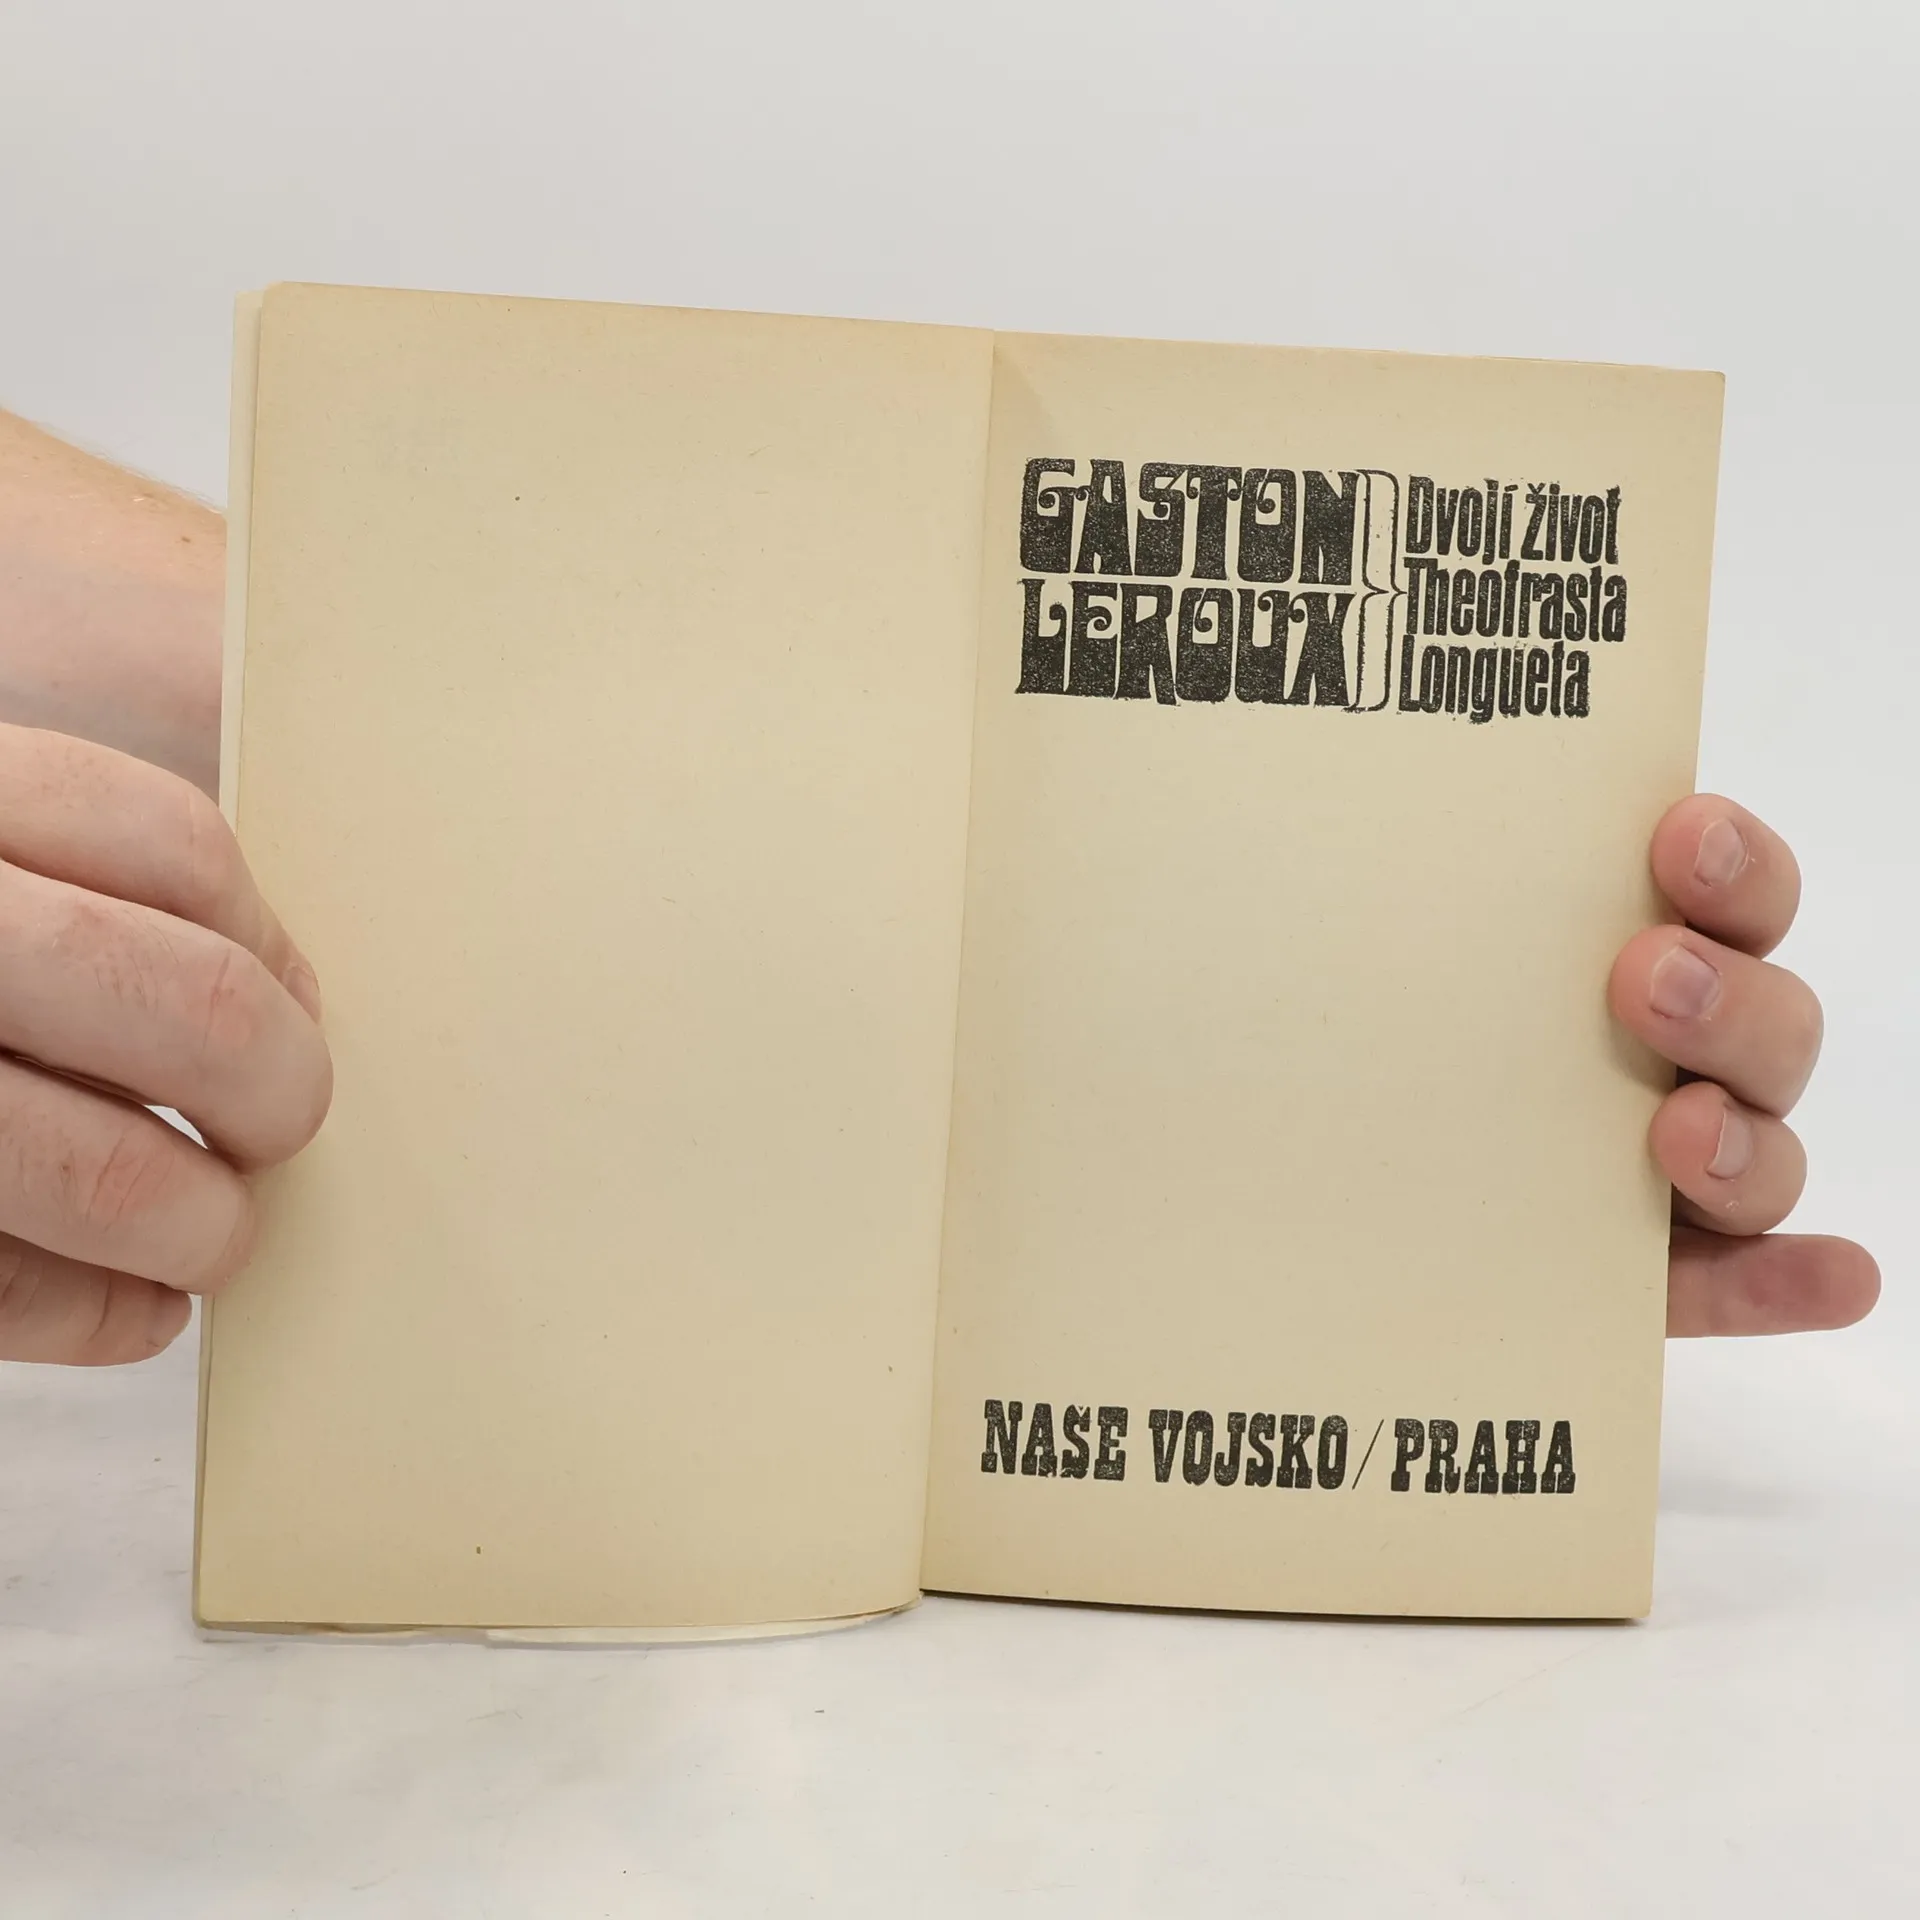 GASTON
LEROUX
Dvojí život
Theofrasta
Longueta
NAŠE VOJSKO / PRAHA